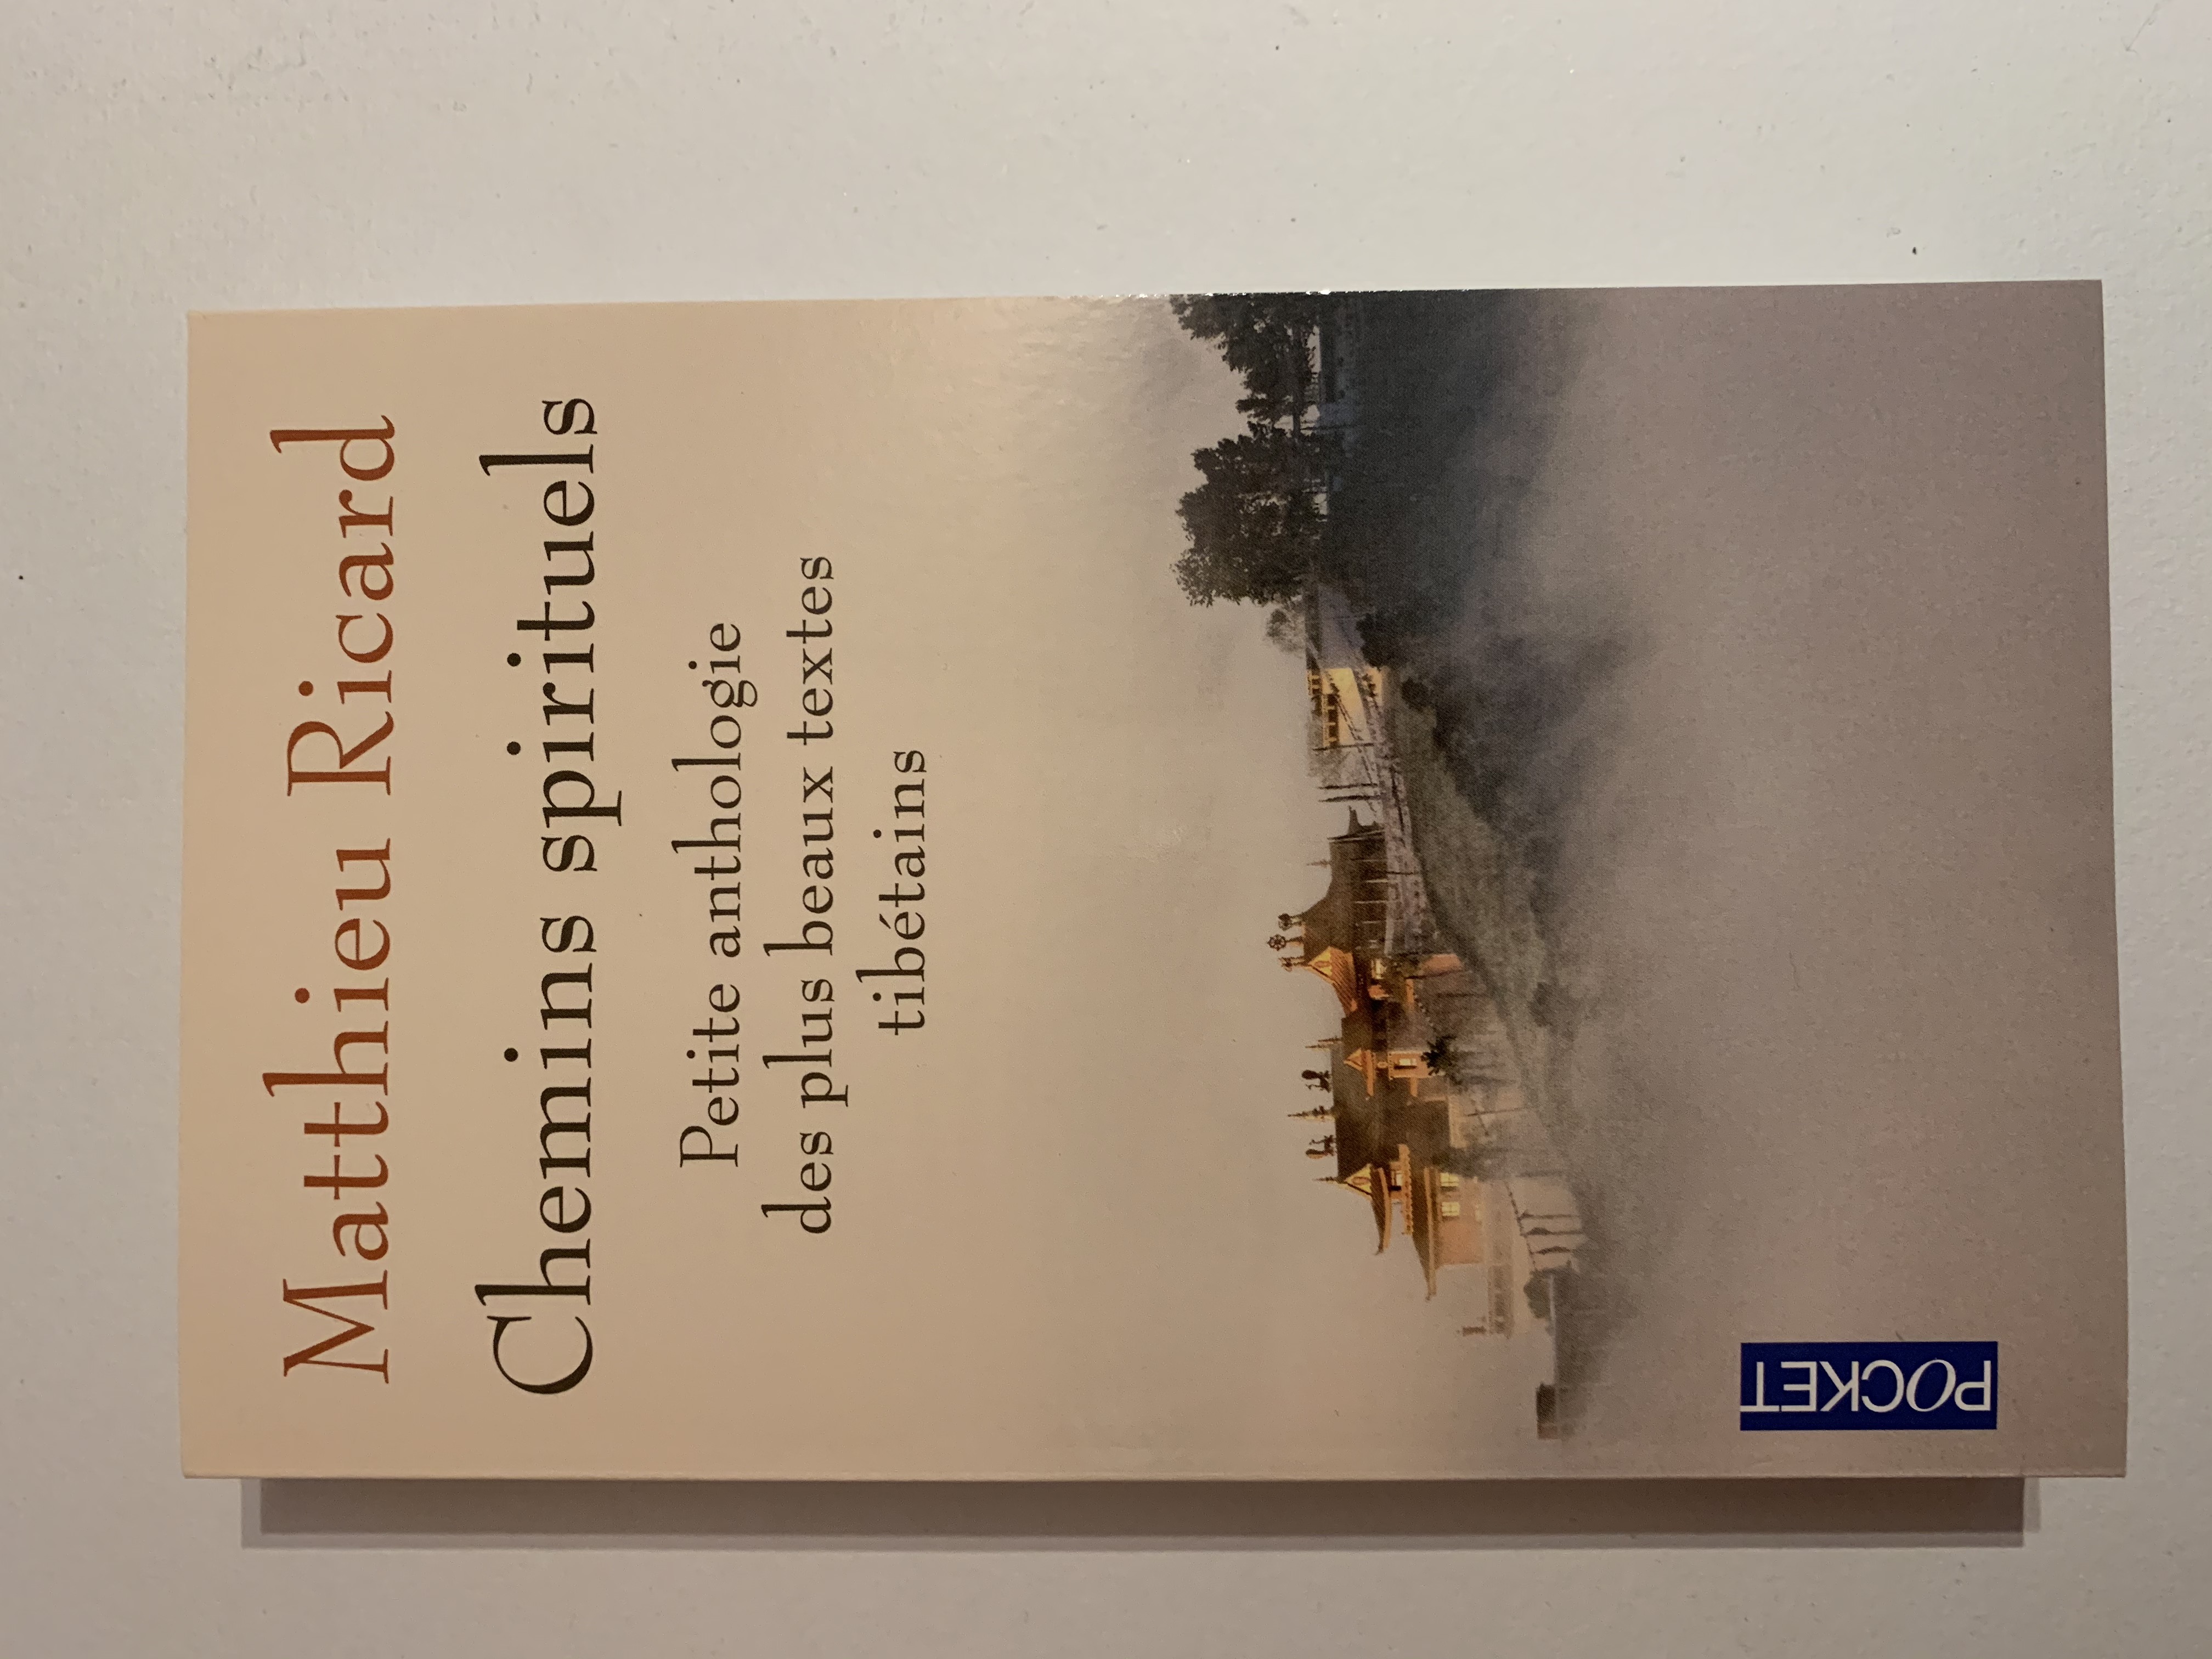 Matthieu Ricard
Chemins spirituels
Petite anthologie
des plus beaux textes
tibétains
POCKET